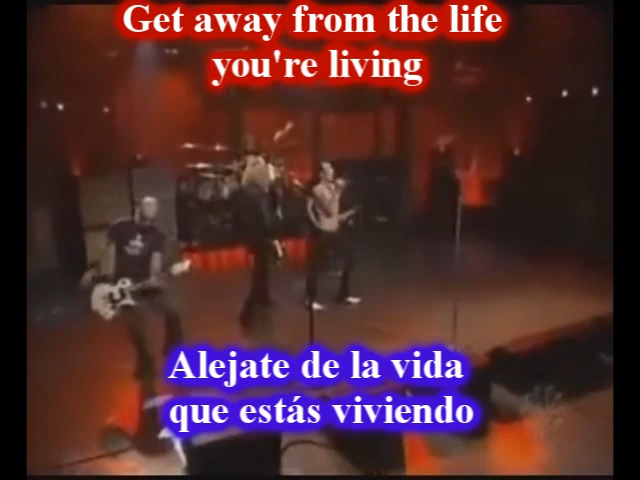 Get away from the life
you're living
Alejate de la vida
que estás viviendo